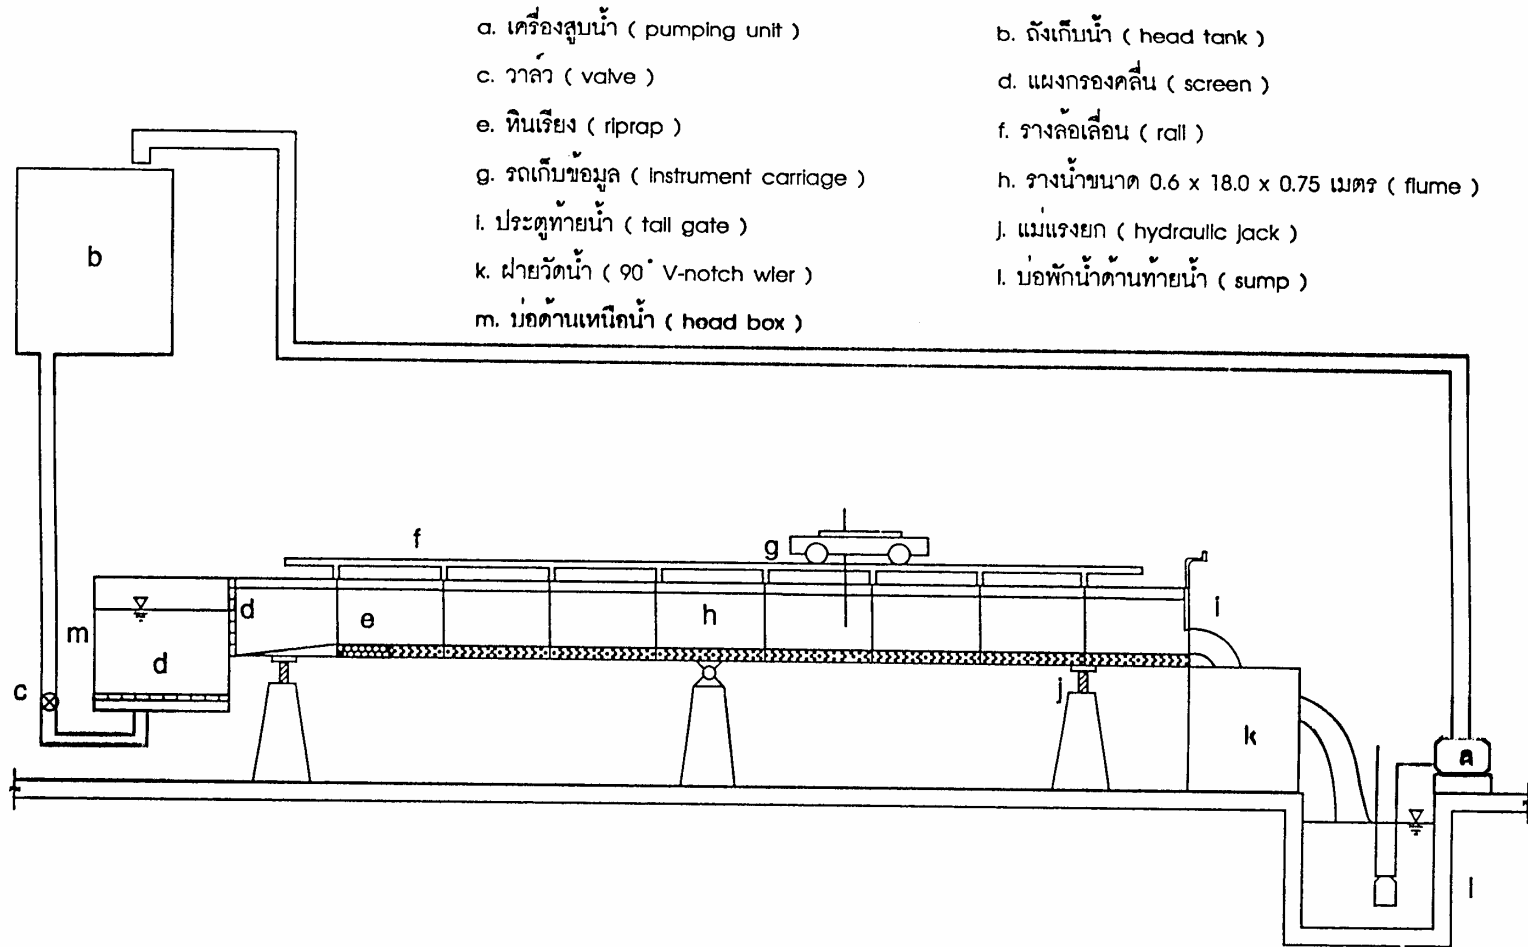 a. เครื่องสูบน้ำ ( pumping unit )
b. ถังเก็บน้ำ ( head tank )
c. วาล์ว ( valve )
d. แผงกรองคลื่น ( screen )
e. หินเรียง ( riprap )
f. รางล้อเลื่อน ( rail )
g. รถเก็บข้อมูล ( instrument carriage )
h. รางน้ำขนาด 0.6 x 18.0 x 0.75 เมตร ( flume )
i. ประตูท้ายน้ำ ( tail gate )
j. แม่แรงยก ( hydraulic jack )
k. ฝายวัดน้ำ ( 90° V-notch wier )
l. บ่อพักน้ำด้านท้ายน้ำ ( sump )
m. บ่อด้านเหนือน้ำ ( head box )
b
f
g
d
e
h
i
m
d
c
j
k
a
l